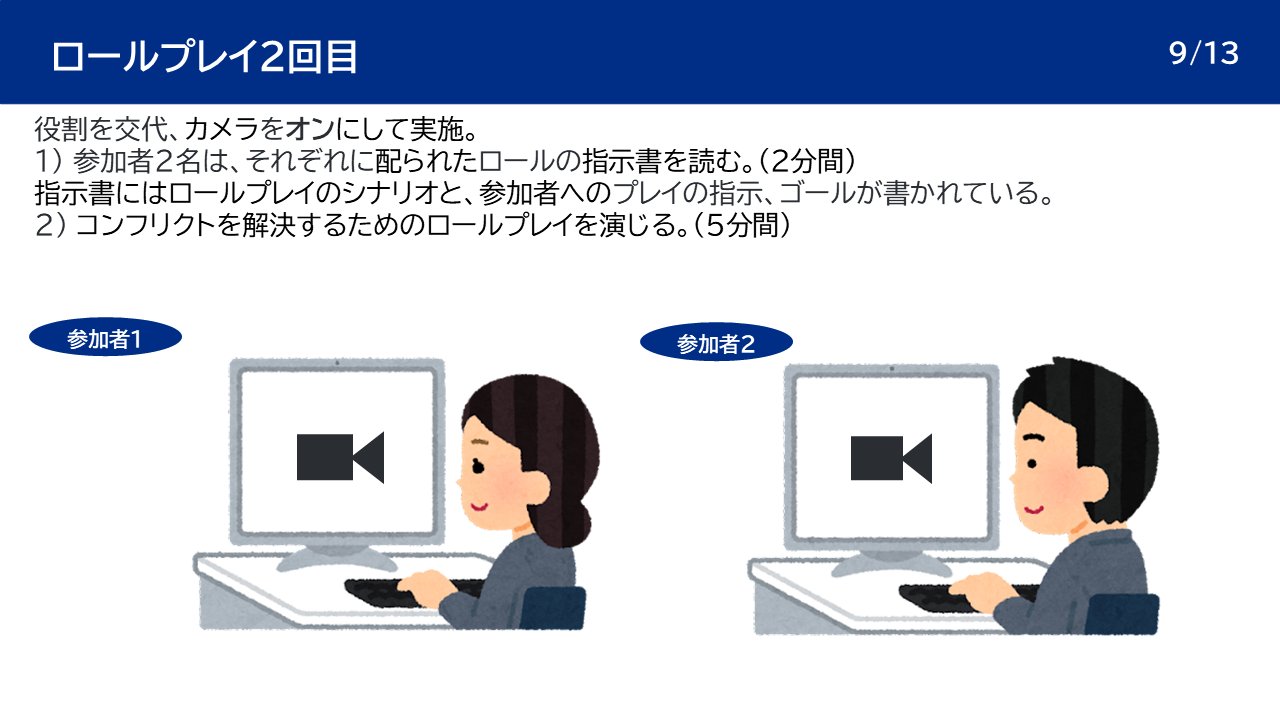 ロールプレイ2回目
9/13
役割を交代、カメラをオンにして実施。
1) 参加者2名は、それぞれに配られたロールの指示書を読む。(2分間)
指示書にはロールプレイのシナリオと、参加者へのプレイの指示、ゴールが書かれている。
2) コンフリクトを解決するためのロールプレイを演じる。(5分間)
参加者1
参加者2